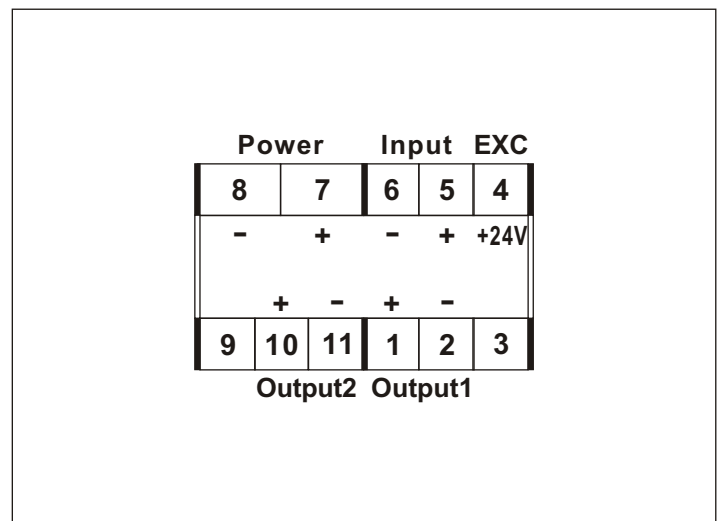 Power Input EXC
8 7 6 5 4
- + - + +24V
+ - + -
9 10 11 1 2 3
Output2 Output1